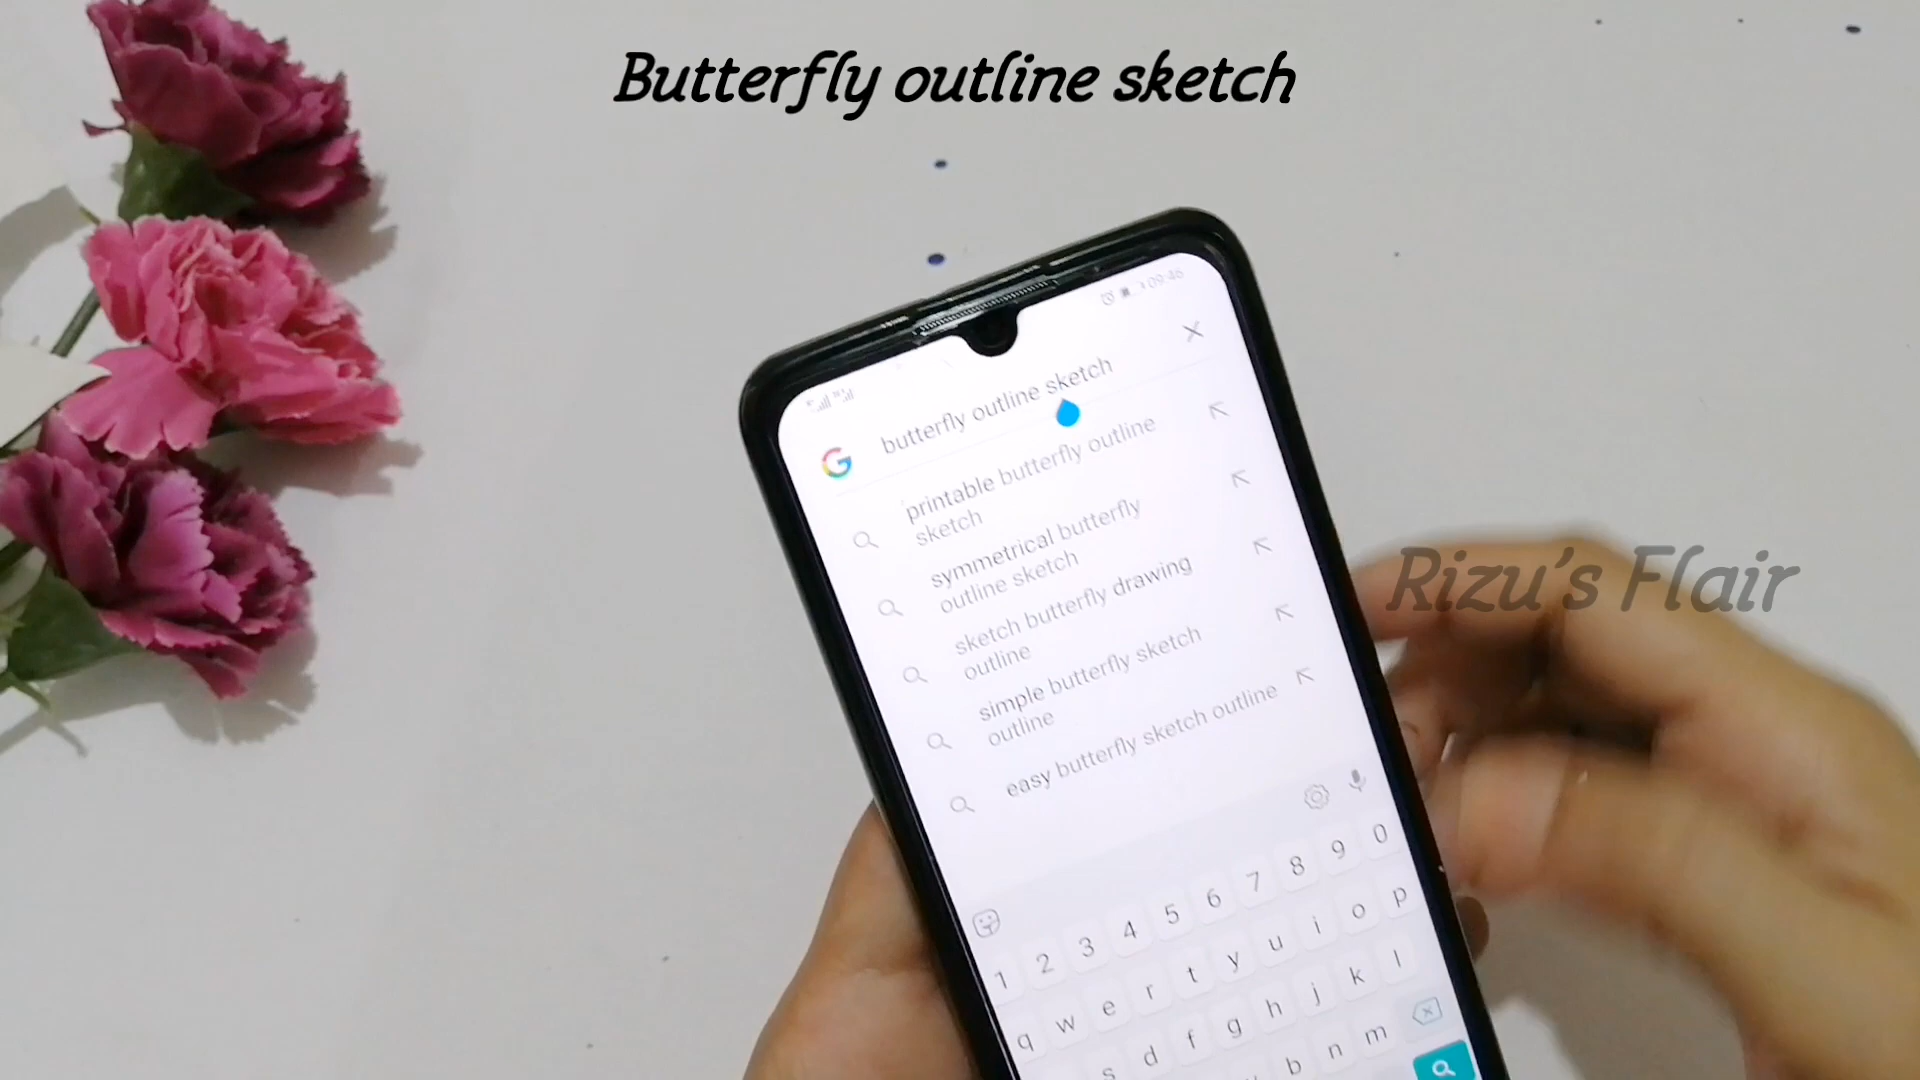 Butterfly outline sketch
09:46
butterfly outline sketch
printable butterfly outline
sketch
symmetrical butterfly
outline sketch
sketch butterfly drawing
outline
simple butterfly sketch
outline
easy butterfly sketch outline
Rizu's Flair
1 2 3 4 5 6 7 8 9 0
q w e r t y u i o p
s d f g h j k l
b n m